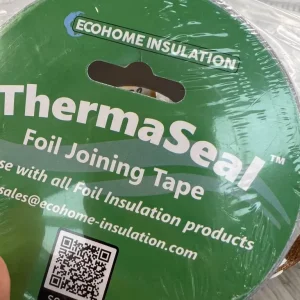 ECOHOME INSULATION
ThermaSeal™
Foil Joining Tape
se with all Foil Insulation products
sales@ecohome-insulation.com